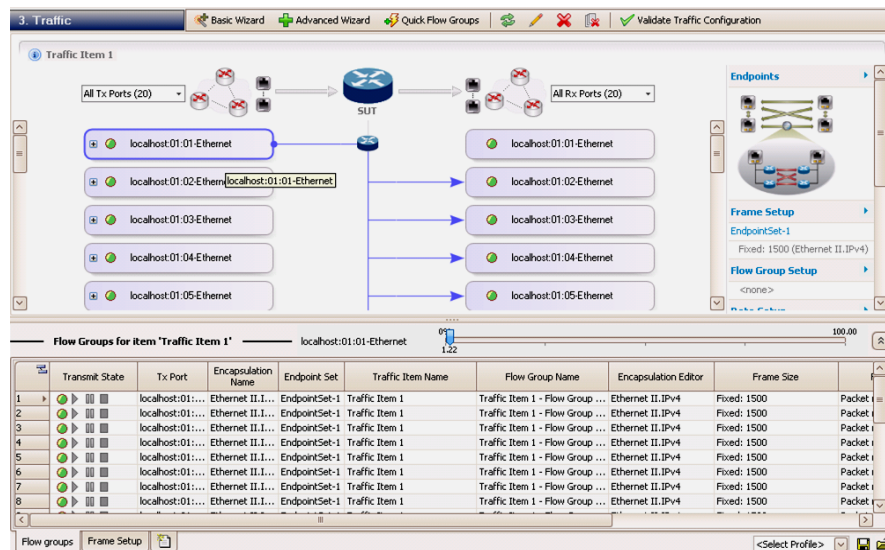 3. Traffic Basic Wizard Advanced Wizard Quick Flow Groups Validate Traffic Configuration
Traffic Item 1
All Tx Ports (20)
SUT
All Rx Ports (20)
Endpoints
localhost:01:01-Ethernet localhost:01:01-Ethernet
localhost:01:02-Ethern localhost:01:01-Ethernet localhost:01:02-Ethernet
localhost:01:03-Ethernet localhost:01:03-Ethernet
localhost:01:04-Ethernet localhost:01:04-Ethernet
localhost:01:05-Ethernet localhost:01:05-Ethernet
Frame Setup
EndpointSet-1
Fixed: 1500 (Ethernet II.IPv4)
Flow Group Setup
<none>
Flow Groups for item 'Traffic Item 1' localhost:01:01-Ethernet 1.22 100.00
Transmit State Tx Port Encapsulation Name Endpoint Set Traffic Item Name Flow Group Name Encapsulation Editor Frame Size
1 localhost:01:... Ethernet II.I... EndpointSet-1 Traffic Item 1 Traffic Item 1 - Flow Group ... Ethernet II.IPv4 Fixed: 1500 Packet
2 localhost:01:... Ethernet II.I... EndpointSet-1 Traffic Item 1 Traffic Item 1 - Flow Group ... Ethernet II.IPv4 Fixed: 1500 Packet
3 localhost:01:... Ethernet II.I... EndpointSet-1 Traffic Item 1 Traffic Item 1 - Flow Group ... Ethernet II.IPv4 Fixed: 1500 Packet
4 localhost:01:... Ethernet II.I... EndpointSet-1 Traffic Item 1 Traffic Item 1 - Flow Group ... Ethernet II.IPv4 Fixed: 1500 Packet
5 localhost:01:... Ethernet II.I... EndpointSet-1 Traffic Item 1 Traffic Item 1 - Flow Group ... Ethernet II.IPv4 Fixed: 1500 Packet
6 localhost:01:... Ethernet II.I... EndpointSet-1 Traffic Item 1 Traffic Item 1 - Flow Group ... Ethernet II.IPv4 Fixed: 1500 Packet
7 localhost:01:... Ethernet II.I... EndpointSet-1 Traffic Item 1 Traffic Item 1 - Flow Group ... Ethernet II.IPv4 Fixed: 1500 Packet
8 localhost:01:... Ethernet II.I... EndpointSet-1 Traffic Item 1 Traffic Item 1 - Flow Group ... Ethernet II.IPv4 Fixed: 1500 Packet
Flow groups Frame Setup <Select Profile>